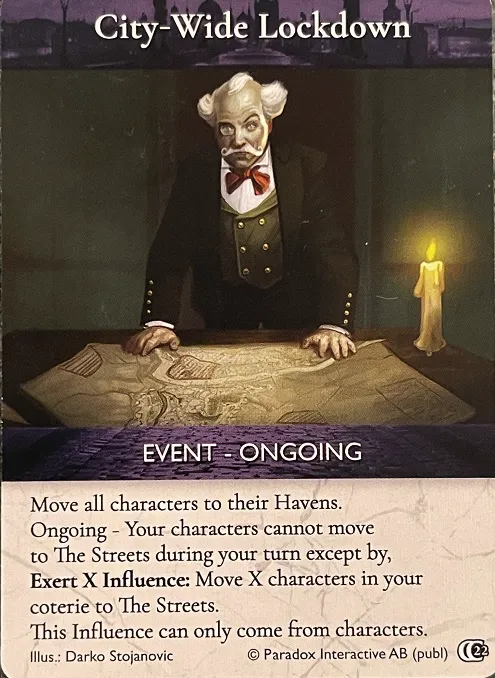 City-Wide Lockdown
EVENT - ONGOING
Move all characters to their Havens.
Ongoing - Your characters cannot move
to The Streets during your turn except by,
Exert X Influence: Move X characters in your
coterie to The Streets.
This Influence can only come from characters.
Illus.: Darko Stojanovic © Paradox Interactive AB (publ) 22